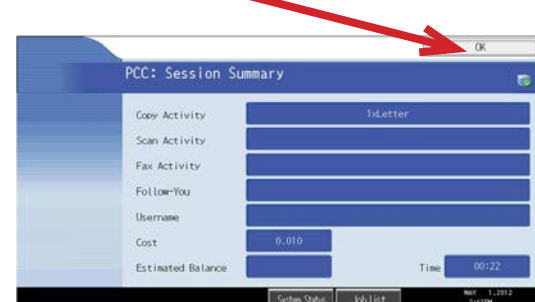 OK
PCC: Session Summary
Copy Activity 1xLetter
Scan Activity
Fax Activity
Follow-You
Username
Cost 0.010
Estimated Balance Time 00:22
System Status Job List MAY 1,2012